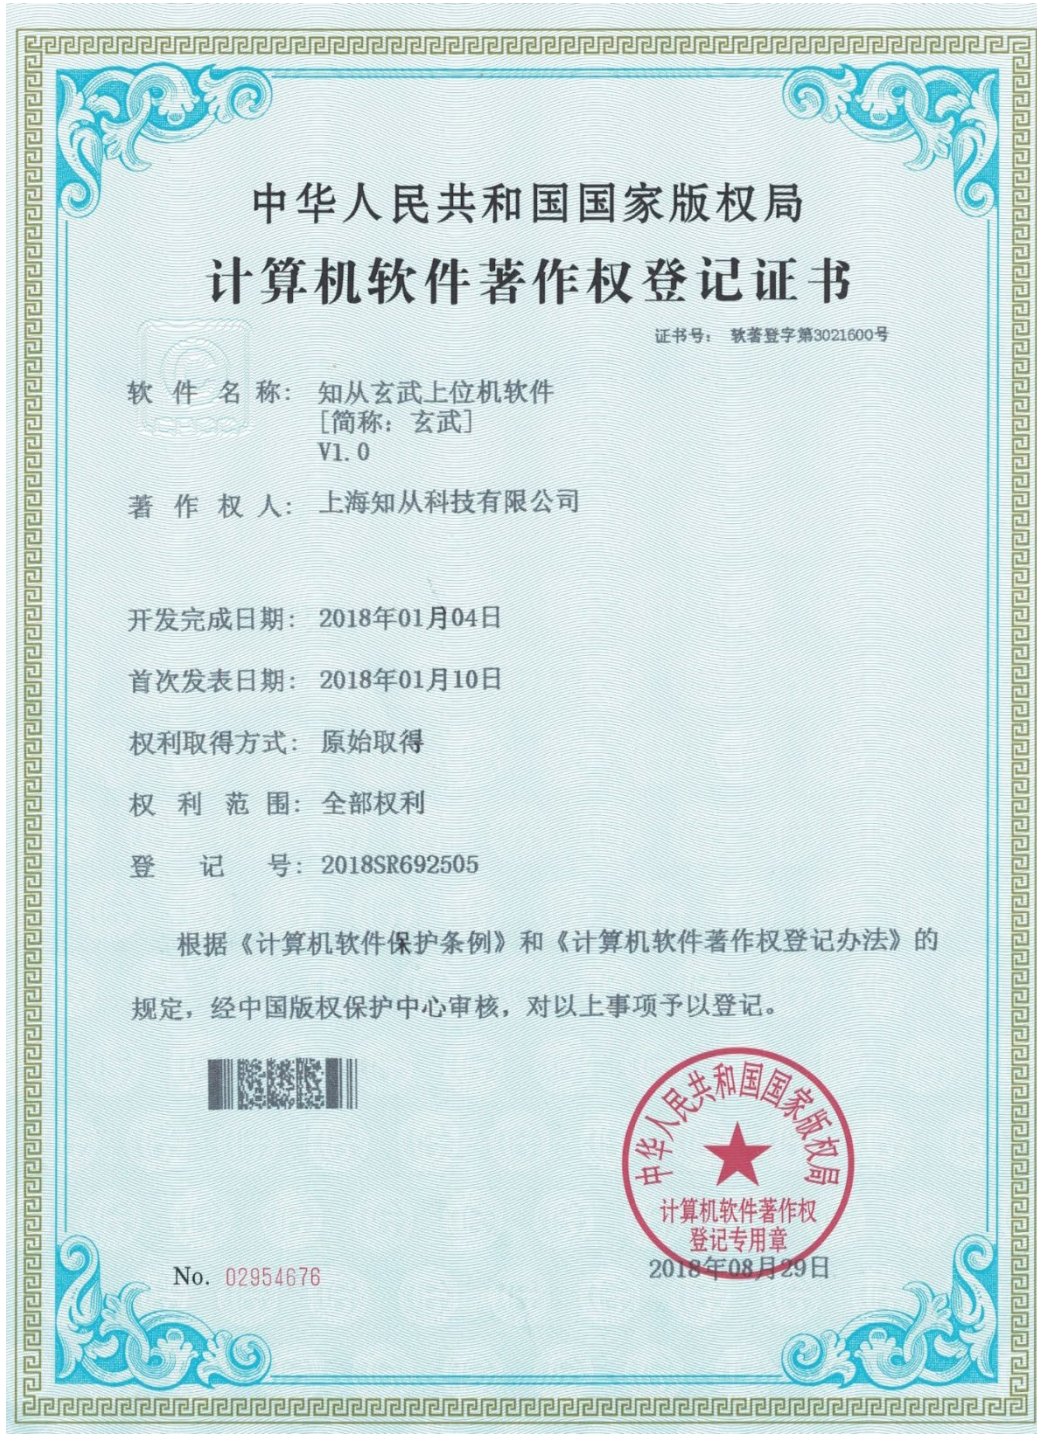 中华人民共和国国家版权局
计算机软件著作权登记证书
证书号： 软著登字第3021600号
软件名称： 知从玄武上位机软件
[简称：玄武]
V1.0
著作权人： 上海知从科技有限公司
开发完成日期： 2018年01月04日
首次发表日期： 2018年01月10日
权利取得方式： 原始取得
权利范围： 全部权利
登记号： 2018SR692505
根据《计算机软件保护条例》和《计算机软件著作权登记办法》的
规定，经中国版权保护中心审核，对以上事项予以登记。
中华人民共和国国家版权局
计算机软件著作权
登记专用章
2018年08月29日
No. 02954676